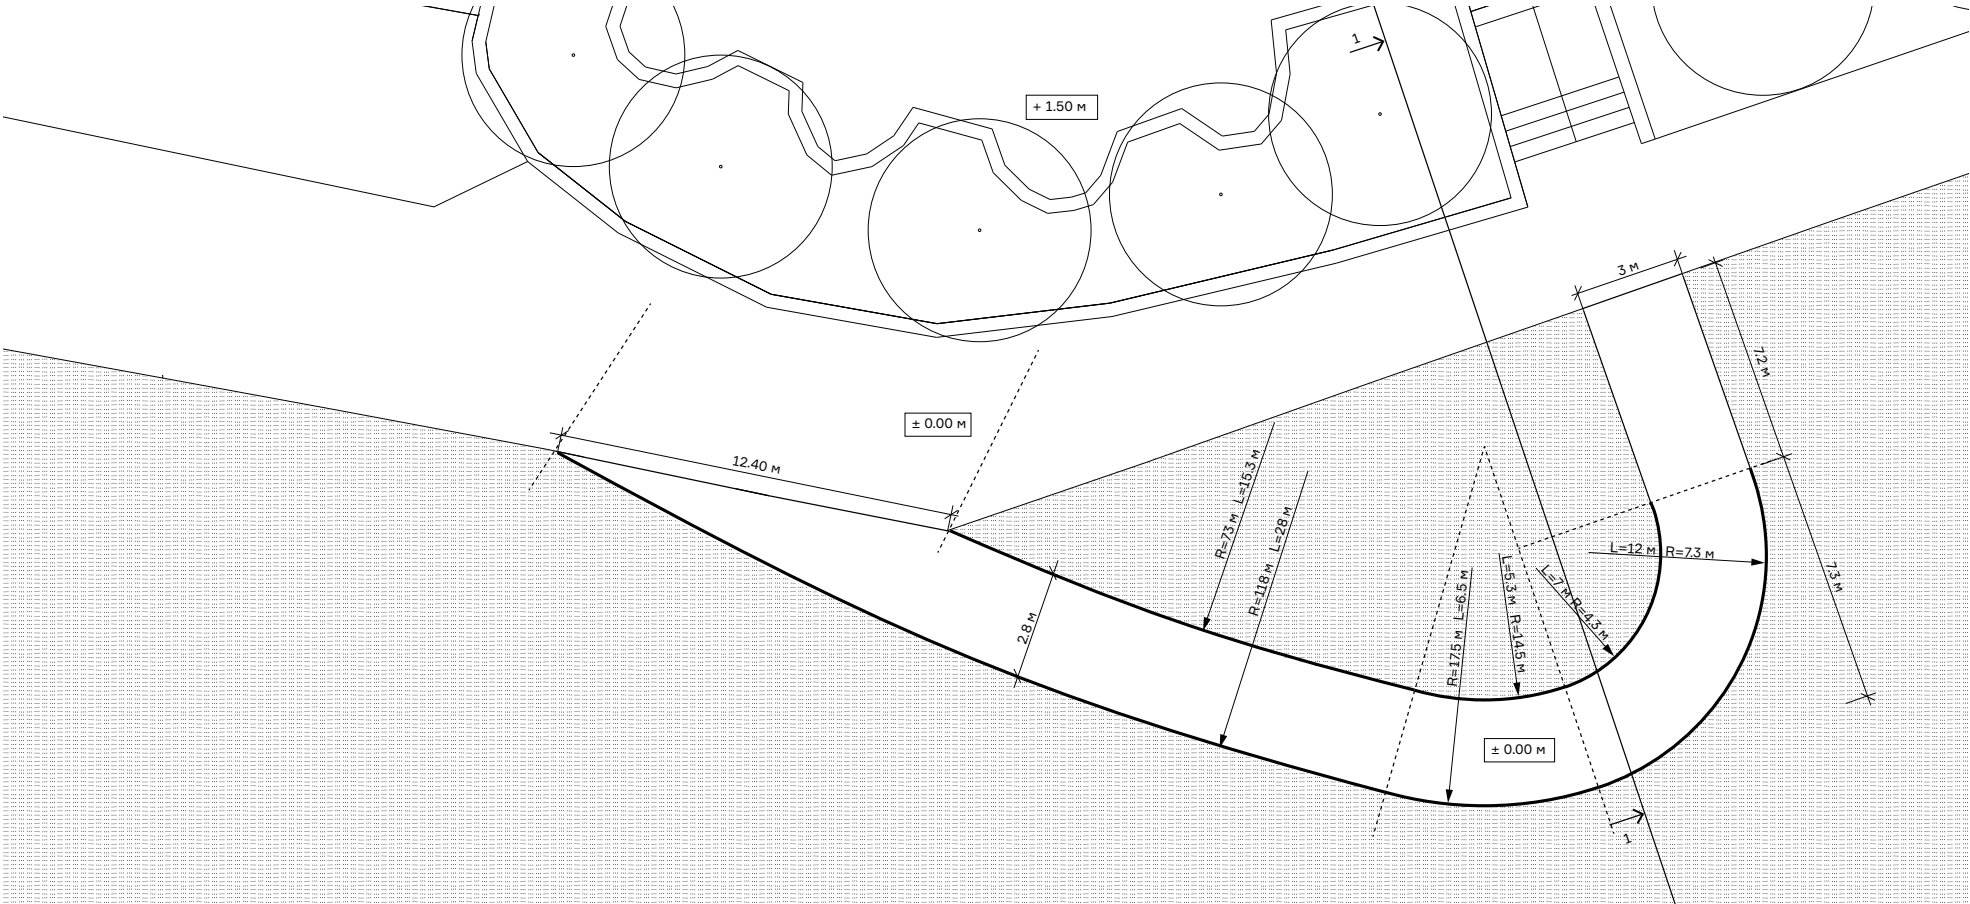 1
+ 1.50 м
3 м
7.2 м
± 0.00 м
12.40 м
R=73 м L=15.3 м
R=118 м L=28 м
L=12 м R=7.3 м
7.3 м
L=7 м R=4.3 м
L=5.3 м R=14.5 м
R=17.5 м L=6.5 м
2.8 м
± 0.00 м
1